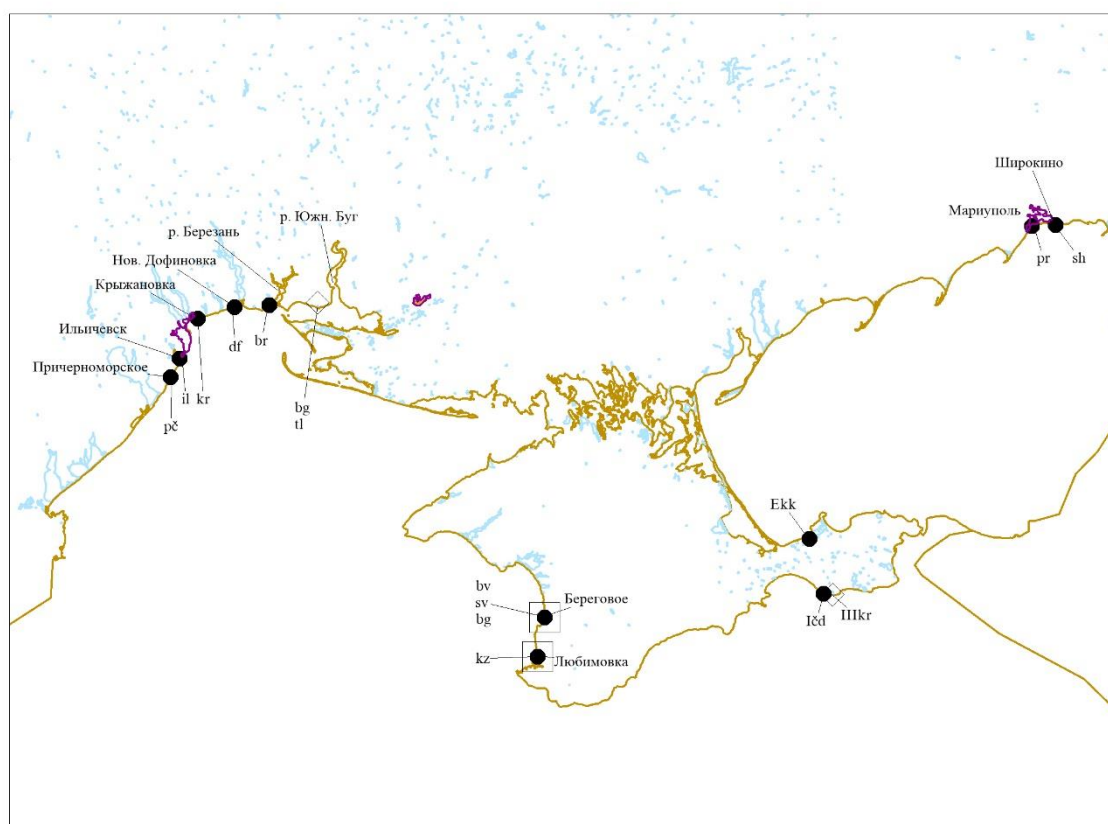 Широкино
Мариуполь
р. Южн. Буг
р. Березань
pr
sh
Нов. Дофиновка
Крыжановка
Ильичевск
df
br
Причерноморское
il
kr
bg
tl
pč
Ekk
bv
sv
bg
Береговое
Ičd
IIIkr
kz
Любимовка